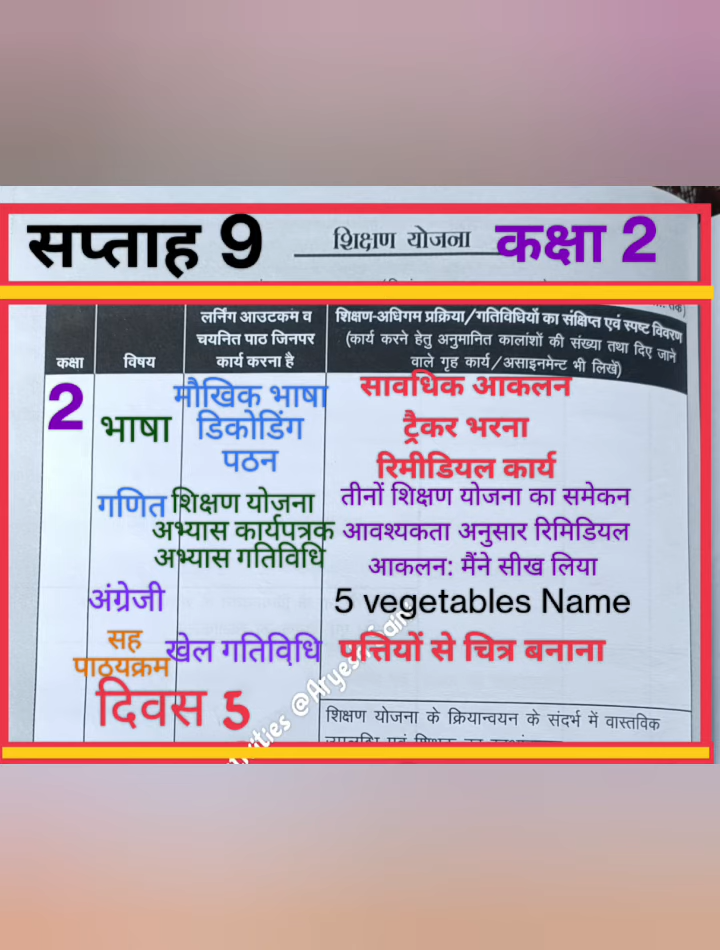 सप्ताह 9 शिक्षण योजना कक्षा 2
कक्षा विषय लर्निंग आउटकम व चयनित पाठ जिनपर कार्य करना है
शिक्षण-अधिगम प्रक्रिया/गतिविधियों का संक्षिप्त एवं स्पष्ट विवरण
(कार्य करने हेतु अनुमानित कालांशों की संख्या तथा दिए जाने
वाले गृह कार्य/असाइनमेन्ट भी लिखें)
2 भाषा
मौखिक भाषा
डिकोडिंग
पठन
सावधिक आकलन
ट्रैकर भरना
रिमीडियल कार्य
गणित शिक्षण योजना
अभ्यास कार्यपत्रक
अभ्यास गतिविधि
तीनों शिक्षण योजना का समेकन
आवश्यकता अनुसार रिमिडियल
आकलन: मैंने सीख लिया
अंग्रेजी 5 vegetables Name
सह
पाठयक्रम
खेल गतिविधि पत्तियों से चित्र बनाना
दिवस 5
शिक्षण योजना के क्रियान्वयन के संदर्भ में वास्तविक